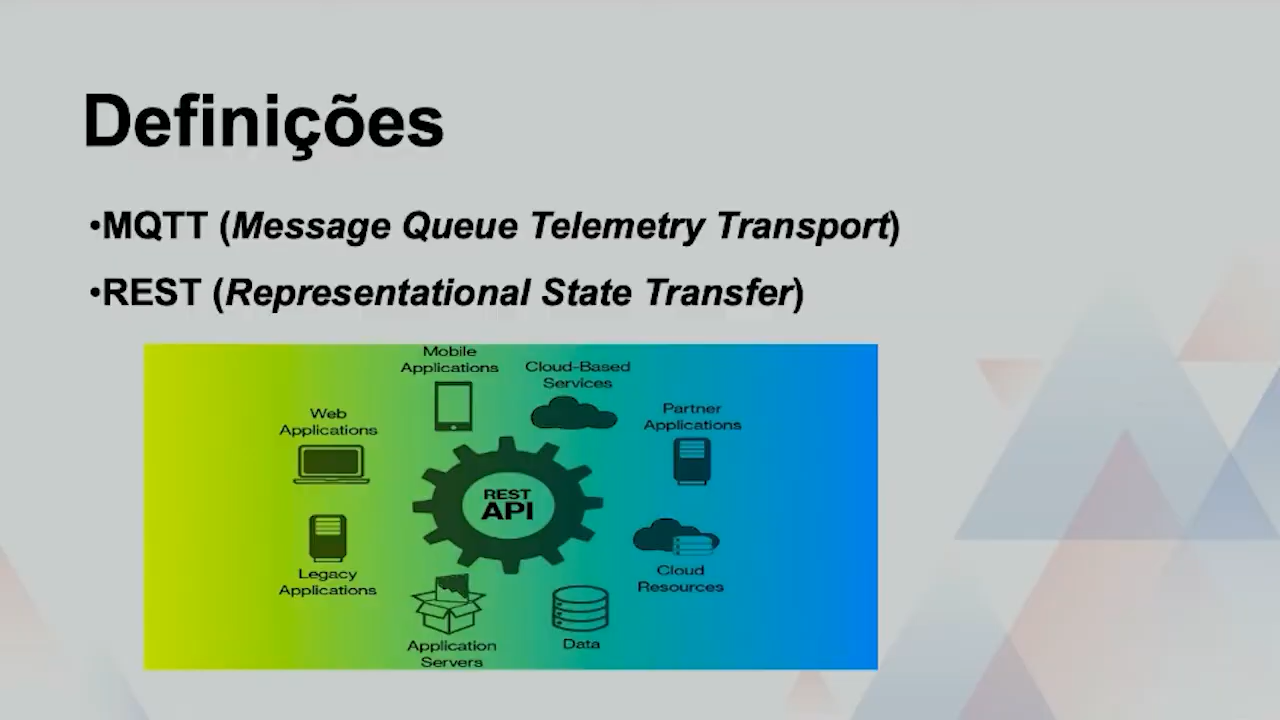 Definições
•MQTT (Message Queue Telemetry Transport)
•REST (Representational State Transfer)
Mobile
Applications
Cloud-Based
Services
Web
Applications
Partner
Applications
REST
API
Legacy
Applications
Cloud
Resources
Application
Servers
Data